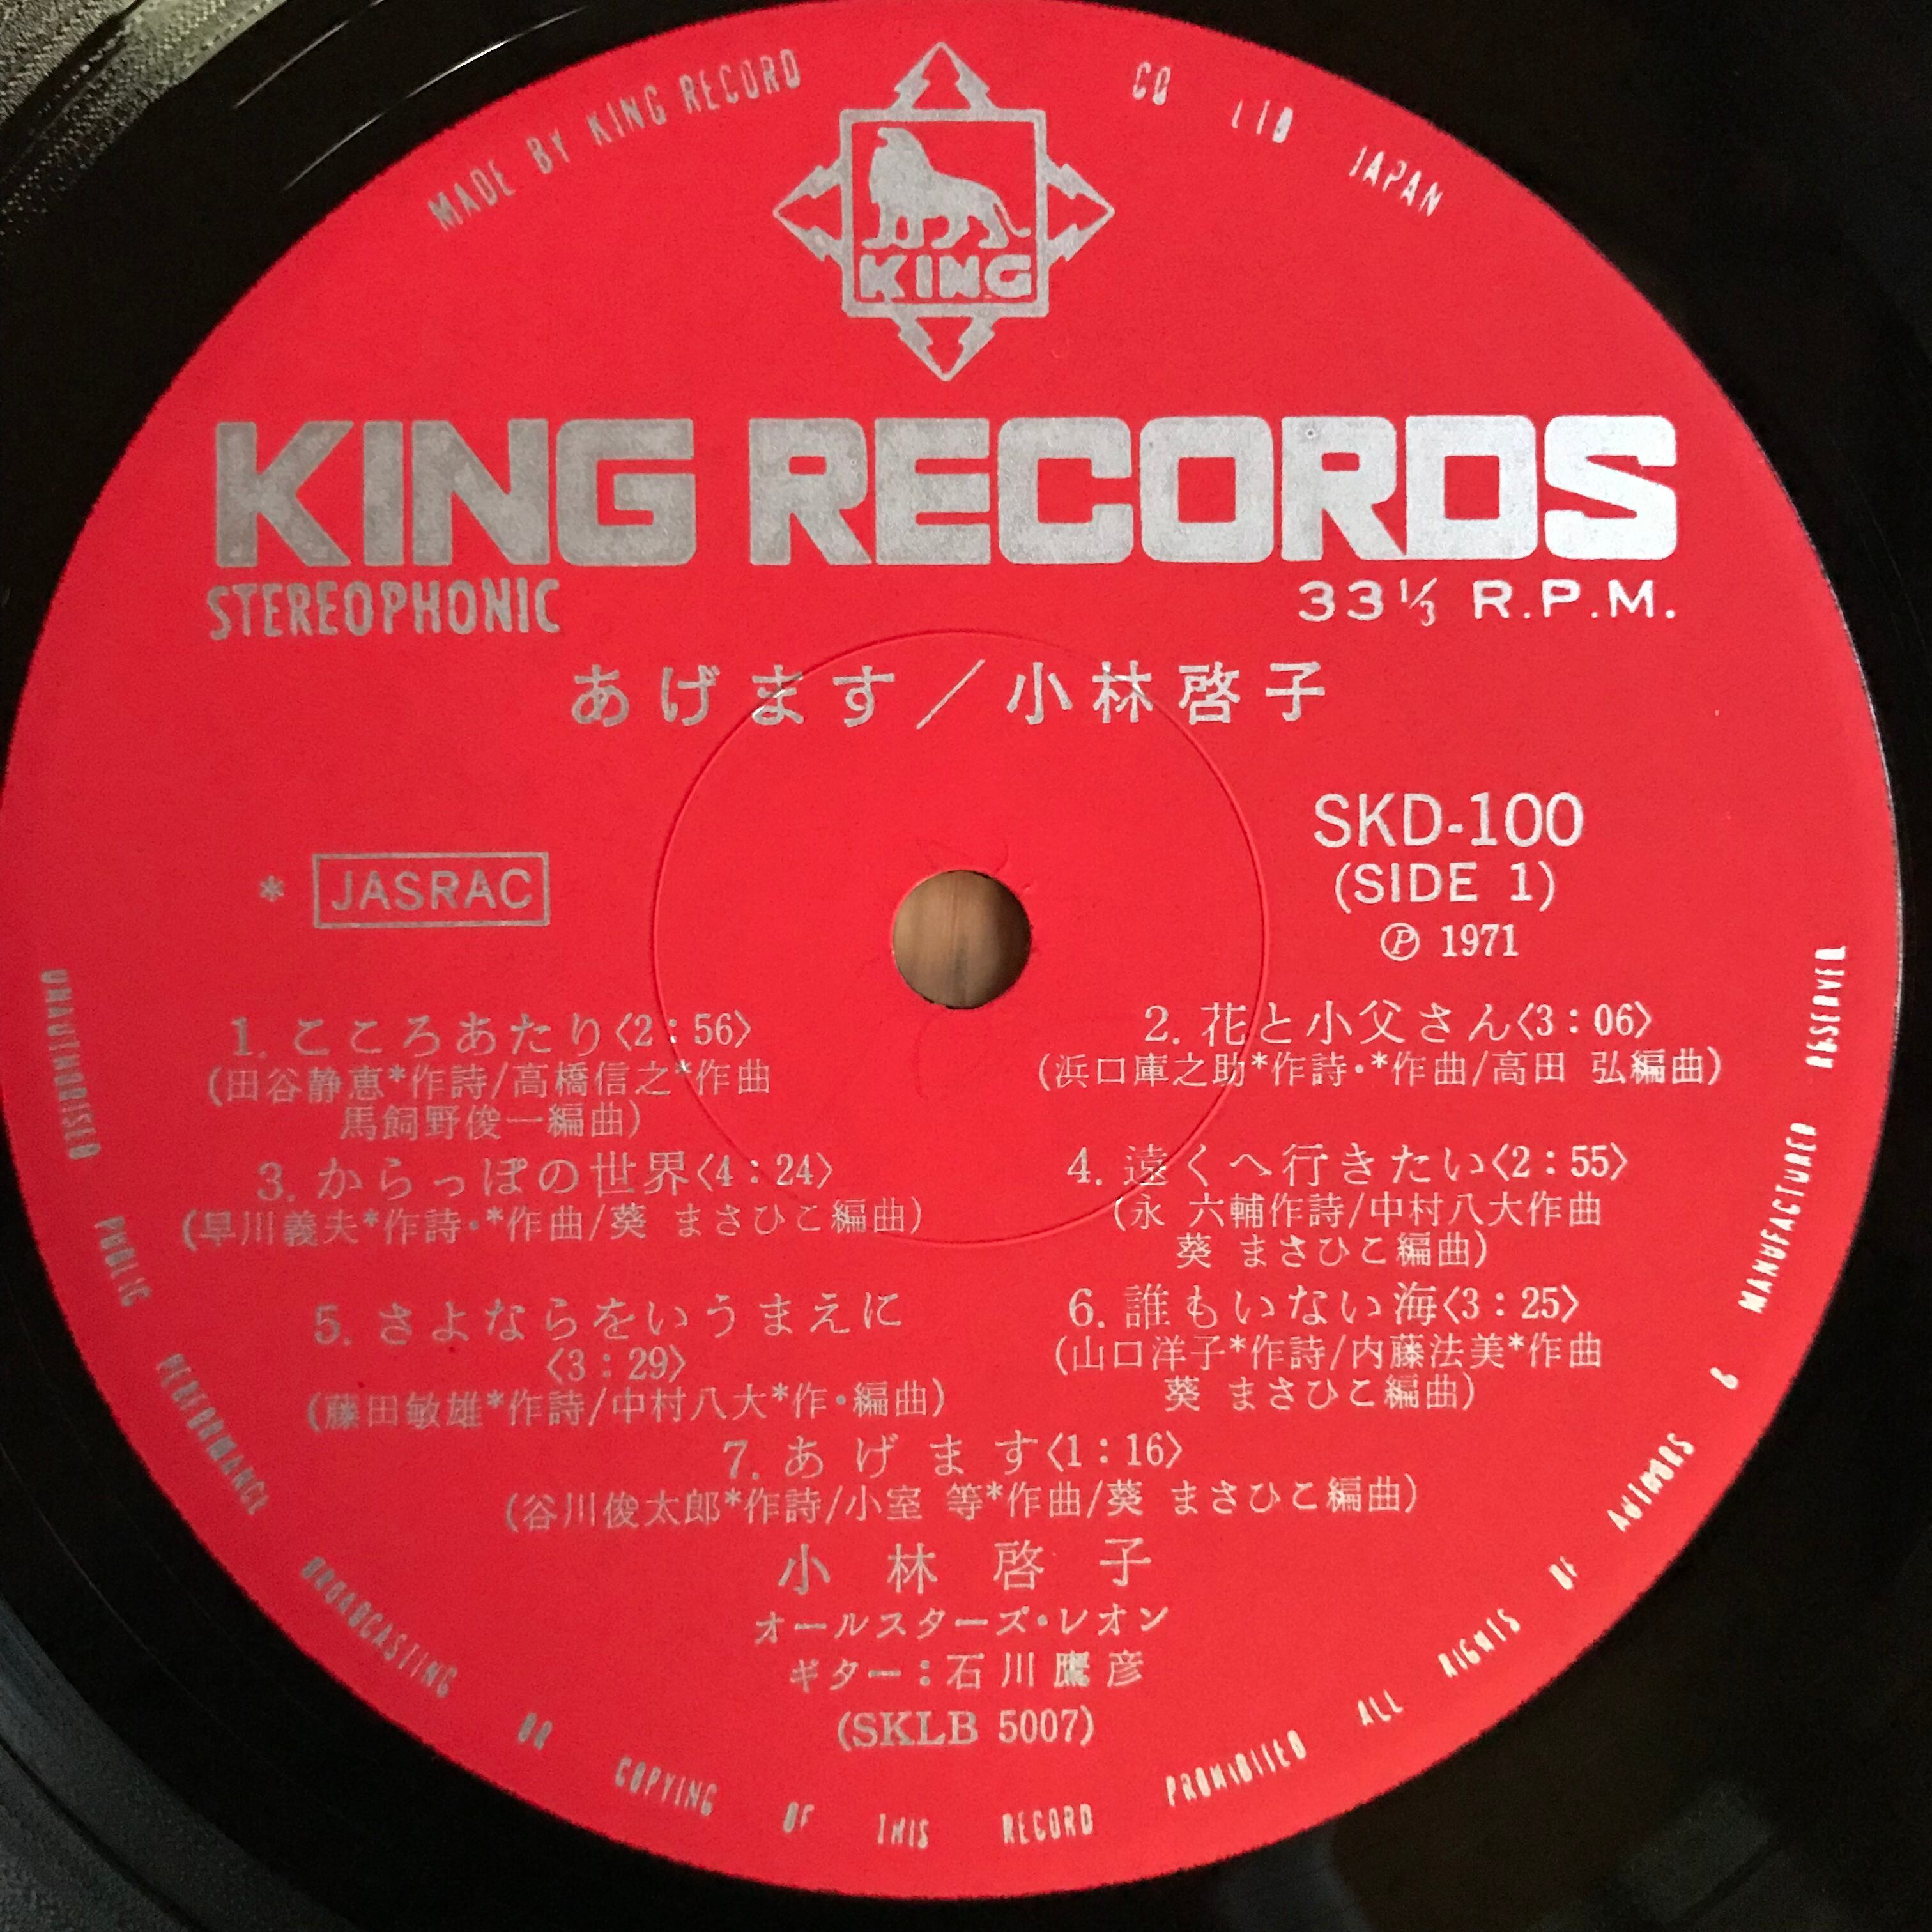 MADE BY KING RECORD CO LTD JAPAN
KING
KING RECORDS
STEREOPHONIC
33⅓ R.P.M.
あげます／小林啓子
SKD-100
(SIDE 1)
Ⓟ 1971
* JASRAC
1. こころあたり〈2：56〉
(田谷静恵*作詩/高橋信之*作曲
馬飼野俊一編曲)
2. 花と小父さん〈3：06〉
(浜口庫之助*作詩・*作曲/高田 弘編曲)
3. からっぽの世界〈4：24〉
(早川義夫*作詩・*作曲/葵 まさひこ編曲)
4. 遠くへ行きたい〈2：55〉
(永 六輔作詩/中村八大作曲
葵 まさひこ編曲)
5. さよならをいうまえに
〈3：29〉
(藤田敏雄*作詩/中村八大*作・編曲)
6. 誰もいない海〈3：25〉
(山口洋子*作詩/内藤法美*作曲
葵 まさひこ編曲)
7. あげます〈1：16〉
(谷川俊太郎*作詩/小室 等*作曲/葵 まさひこ編曲)
小林啓子
オールスターズ・レオン
ギター：石川鷹彦
(SKLB 5007)
UNAUTHORISED PUBLIC PERFORMANCE BROADCASTING OR COPYING OF THIS RECORD PROHIBITED ALL RIGHTS OF AUTHORS & MANUFACTURER RESERVED